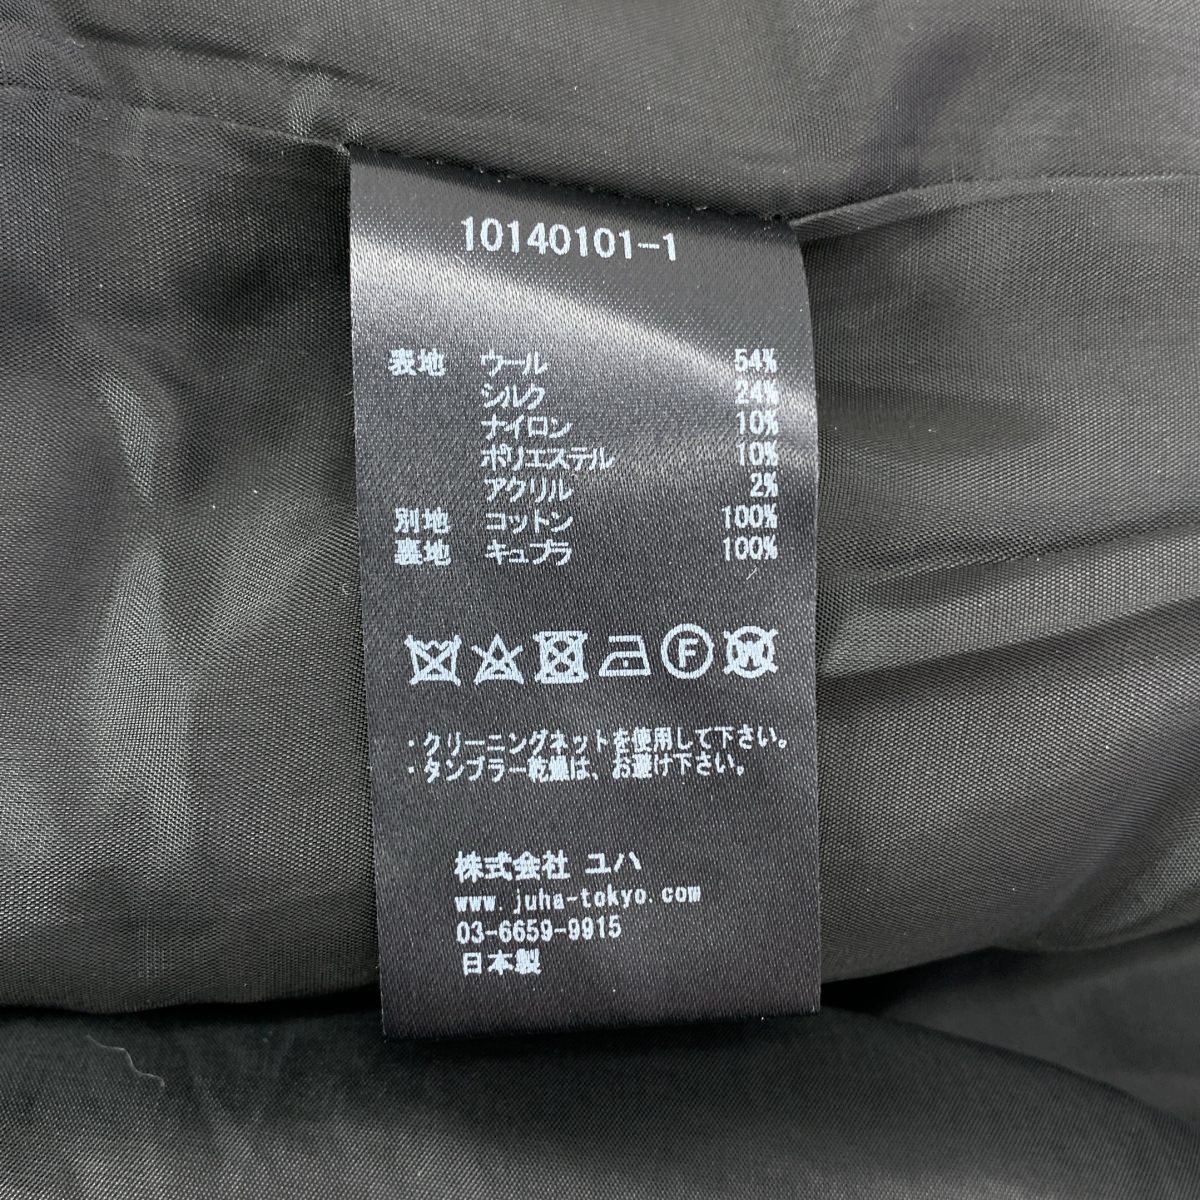 10140101-1
表地 ウール 54%
シルク 24%
ナイロン 10%
ポリエステル 10%
アクリル 2%
別地 コットン 100%
裏地 キュプラ 100%
F W
・クリーニングネットを使用して下さい。
・タンブラー乾燥は、お避け下さい。
株式会社 ユハ
www.juha-tokyo.com
03-6659-9915
日本製